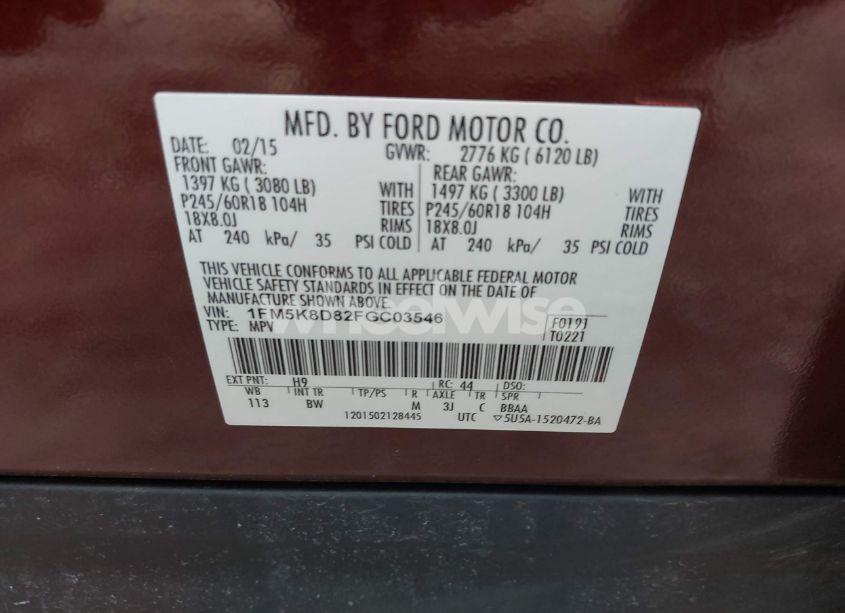 MFD. BY FORD MOTOR CO.
DATE: 02/15 GVWR: 2776 KG ( 6120 LB)
FRONT GAWR: REAR GAWR:
1397 KG ( 3080 LB) WITH 1497 KG ( 3300 LB) WITH
P245/60R18 104H TIRES P245/60R18 104H TIRES
18X8.0J RIMS 18X8.0J RIMS
AT 240 kPa/ 35 PSI COLD AT 240 kPa/ 35 PSI COLD
THIS VEHICLE CONFORMS TO ALL APPLICABLE FEDERAL MOTOR
VEHICLE SAFETY STANDARDS IN EFFECT ON THE DATE OF
MANUFACTURE SHOWN ABOVE.
VIN: 1FM5K8D82FGC03546 F0191
TYPE: MPV T0221
wheelwise
EXT PNT: H9 RC: 44 DSO:
WB INT TR TP/PS R AXLE TR SPR
113 BW M 3J C BBAA
1201502128445 UTC ▽5U5A-1520472-BA